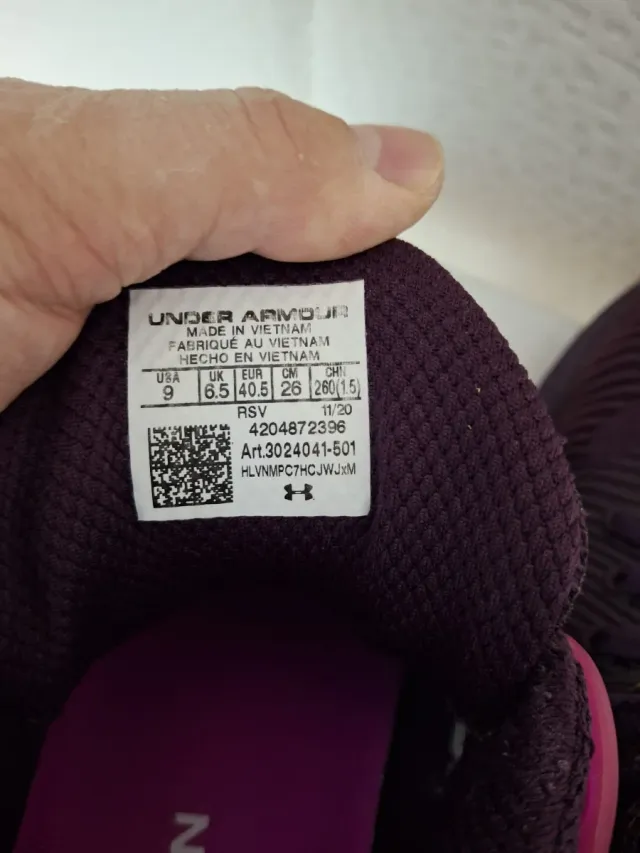 UNDER ARMOUR
MADE IN VIETNAM
FABRIQUÉ AU VIETNAM
HECHO EN VIETNAM
USA UK EUR CM CHN
9 6.5 40.5 26 260(1.5)
RSV 11/20
4204872396
Art.3024041-501
HLVNMPC7HCJWJxM
N